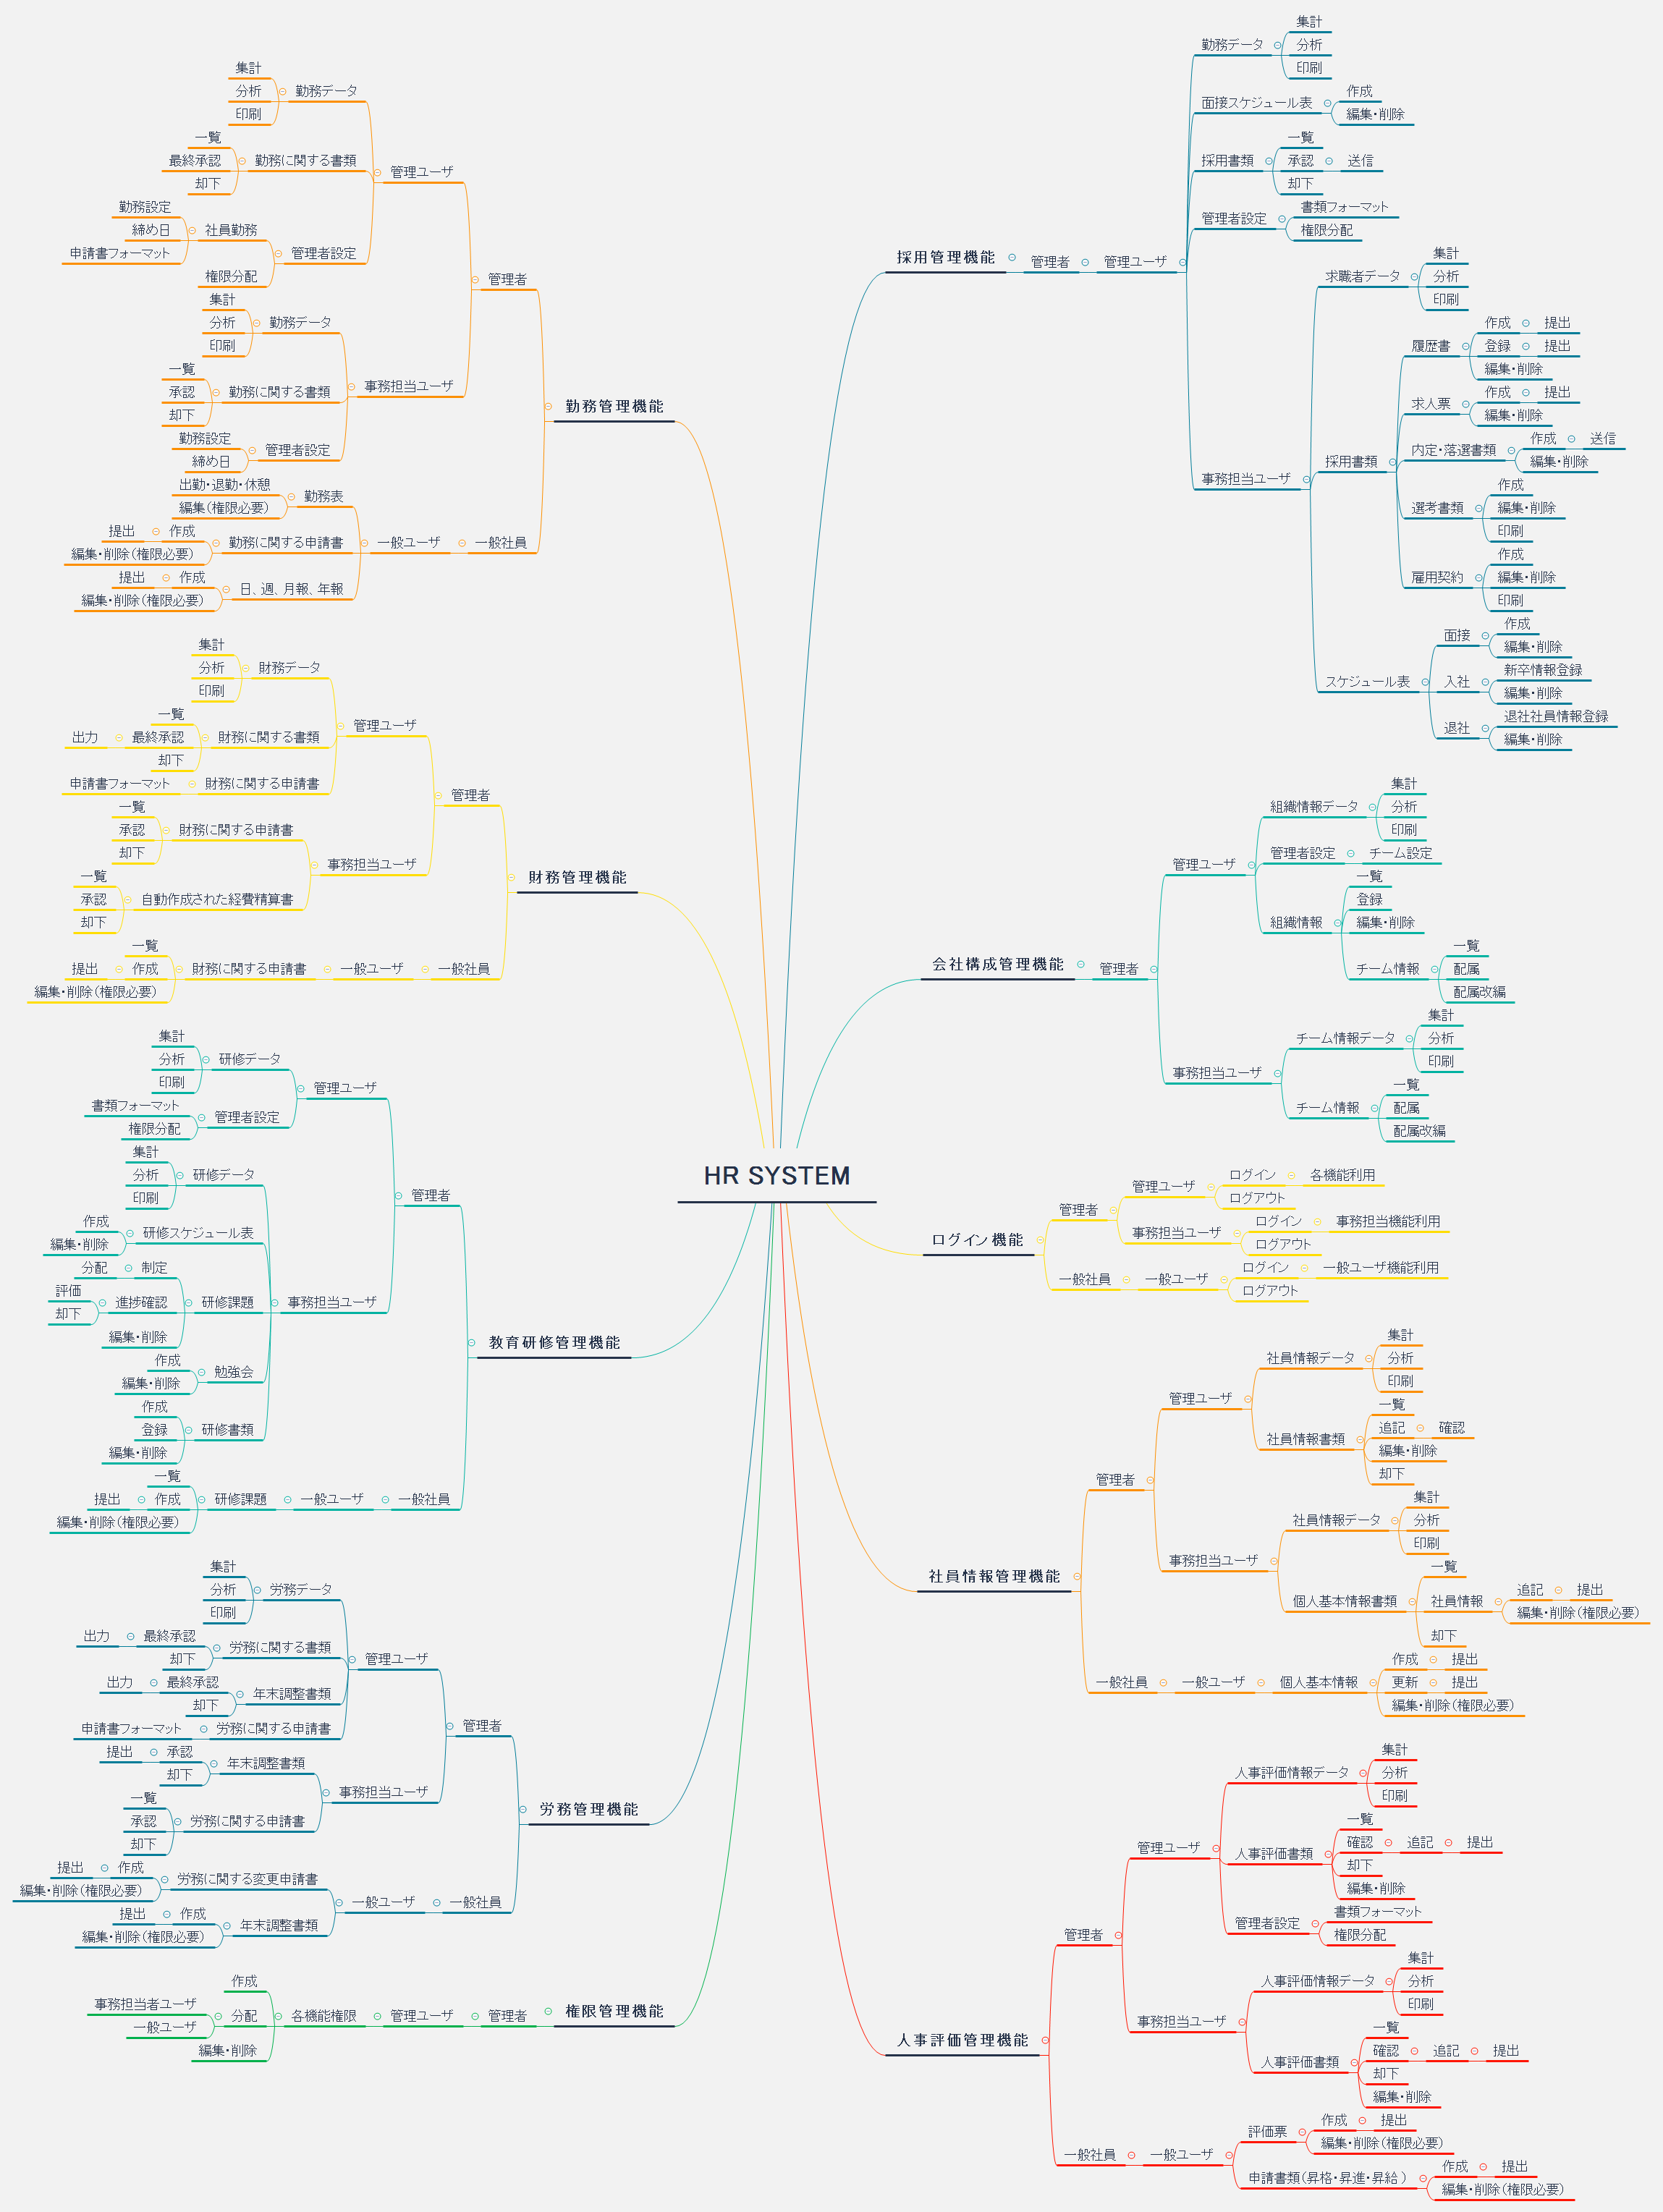 HR SYSTEM
採用管理機能
管理者
管理ユーザ
勤務データ
集計
分析
印刷
面接スケジュール表
作成
編集・削除
採用書類
一覧
承認
送信
却下
管理者設定
書類フォーマット
権限分配
事務担当ユーザ
求職者データ
集計
分析
印刷
採用書類
履歴書
作成
提出
登録
提出
編集・削除
求人票
作成
提出
編集・削除
内定・落選書類
作成
送信
編集・削除
選考書類
作成
編集・削除
印刷
雇用契約
作成
編集・削除
印刷
スケジュール表
面接
作成
編集・削除
入社
新卒情報登録
編集・削除
退社
退社社員情報登録
編集・削除
会社構成管理機能
管理者
管理ユーザ
組織情報データ
集計
分析
印刷
管理者設定
チーム設定
組織情報
一覧
登録
編集・削除
チーム情報
一覧
配属
配属改編
事務担当ユーザ
チーム情報データ
集計
分析
印刷
チーム情報
一覧
配属
配属改編
ログイン機能
管理者
管理ユーザ
ログイン
各機能利用
ログアウト
事務担当ユーザ
ログイン
事務担当機能利用
ログアウト
一般社員
一般ユーザ
ログイン
一般ユーザ機能利用
ログアウト
社員情報管理機能
管理者
管理ユーザ
社員情報データ
集計
分析
印刷
社員情報書類
一覧
追記
確認
編集・削除
却下
事務担当ユーザ
社員情報データ
集計
分析
印刷
個人基本情報書類
一覧
社員情報
追記
提出
編集・削除(権限必要)
却下
一般社員
一般ユーザ
個人基本情報
作成
提出
更新
提出
編集・削除(権限必要)
人事評価管理機能
管理者
管理ユーザ
人事評価情報データ
集計
分析
印刷
人事評価書類
一覧
確認
追記
提出
却下
編集・削除
管理者設定
書類フォーマット
権限分配
事務担当ユーザ
人事評価情報データ
集計
分析
印刷
人事評価書類
一覧
確認
追記
提出
却下
編集・削除
一般社員
一般ユーザ
評価票
作成
提出
編集・削除(権限必要)
申請書類(昇格・昇進・昇給)
作成
提出
編集・削除(権限必要)
勤務管理機能
管理者
管理ユーザ
勤務データ
集計
分析
印刷
勤務に関する書類
一覧
最終承認
却下
管理者設定
社員勤務
勤務設定
締め日
申請書フォーマット
権限分配
事務担当ユーザ
勤務データ
集計
分析
印刷
勤務に関する書類
一覧
承認
却下
管理者設定
勤務設定
締め日
一般社員
一般ユーザ
勤務表
出勤・退勤・休憩
編集(権限必要)
勤務に関する申請書
作成
提出
編集・削除(権限必要)
日、週、月報、年報
作成
提出
編集・削除(権限必要)
財務管理機能
管理者
管理ユーザ
財務データ
集計
分析
印刷
財務に関する書類
一覧
最終承認
出力
却下
財務に関する申請書
申請書フォーマット
事務担当ユーザ
財務に関する申請書
一覧
承認
却下
自動作成された経費精算書
一覧
承認
却下
一般社員
一般ユーザ
財務に関する申請書
一覧
作成
提出
編集・削除(権限必要)
教育研修管理機能
管理者
管理ユーザ
研修データ
集計
分析
印刷
管理者設定
書類フォーマット
権限分配
事務担当ユーザ
研修データ
集計
分析
印刷
研修スケジュール表
作成
編集・削除
研修課題
制定
分配
進捗確認
評価
却下
編集・削除
勉強会
作成
編集・削除
研修書類
作成
登録
編集・削除
一般社員
一般ユーザ
研修課題
一覧
作成
提出
編集・削除(権限必要)
労務管理機能
管理者
管理ユーザ
労務データ
集計
分析
印刷
労務に関する書類
最終承認
出力
却下
年末調整書類
最終承認
出力
却下
労務に関する申請書
申請書フォーマット
事務担当ユーザ
年末調整書類
承認
提出
却下
労務に関する申請書
一覧
承認
却下
一般社員
一般ユーザ
労務に関する変更申請書
作成
提出
編集・削除(権限必要)
年末調整書類
作成
提出
編集・削除(権限必要)
権限管理機能
管理者
管理ユーザ
各機能権限
作成
分配
事務担当者ユーザ
一般ユーザ
編集・削除